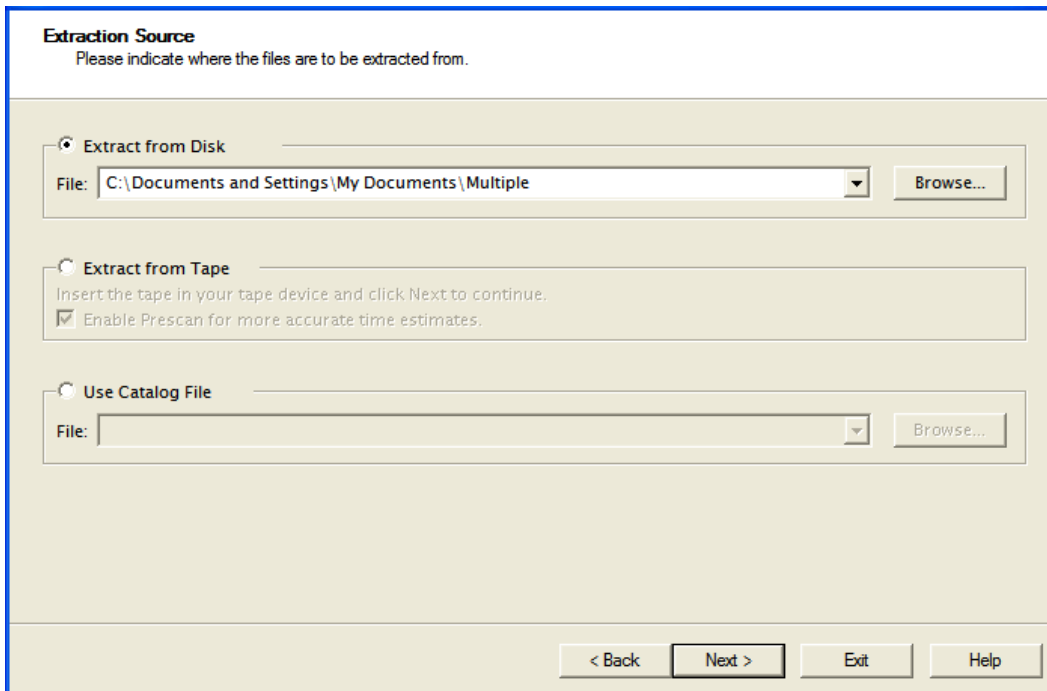 Extraction Source
Please indicate where the files are to be extracted from.
Extract from Disk
File: C:\Documents and Settings\My Documents\Multiple Browse...
Extract from Tape
Insert the tape in your tape device and click Next to continue.
Enable Prescan for more accurate time estimates.
Use Catalog File
File: Browse...
< Back Next > Exit Help